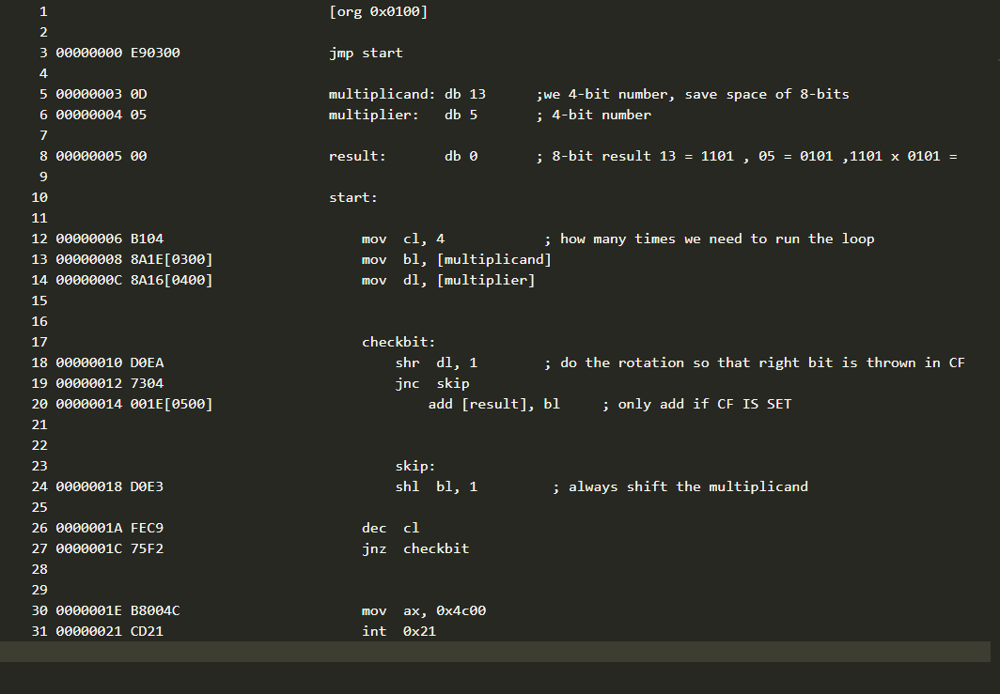 1 [org 0x0100]
2
3 00000000 E90300 jmp start
4
5 00000003 0D multiplicand: db 13 ;we 4-bit number, save space of 8-bits
6 00000004 05 multiplier: db 5 ; 4-bit number
7
8 00000005 00 result: db 0 ; 8-bit result 13 = 1101 , 05 = 0101 ,1101 x 0101 =
9
10 start:
11
12 00000006 B104 mov cl, 4 ; how many times we need to run the loop
13 00000008 8A1E[0300] mov bl, [multiplicand]
14 0000000C 8A16[0400] mov dl, [multiplier]
15
16
17 checkbit:
18 00000010 D0EA shr dl, 1 ; do the rotation so that right bit is thrown in CF
19 00000012 7304 jnc skip
20 00000014 001E[0500] add [result], bl ; only add if CF IS SET
21
22
23 skip:
24 00000018 D0E3 shl bl, 1 ; always shift the multiplicand
25
26 0000001A FEC9 dec cl
27 0000001C 75F2 jnz checkbit
28
29
30 0000001E B8004C mov ax, 0x4c00
31 00000021 CD21 int 0x21